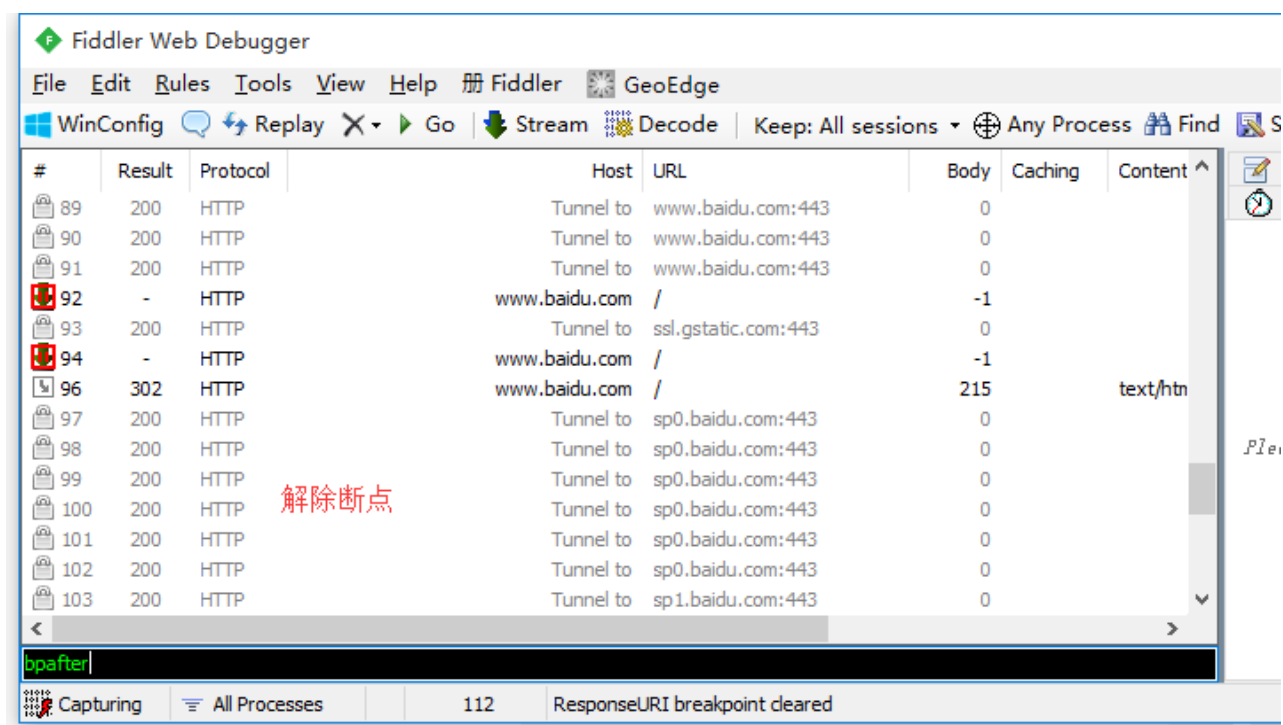 Fiddler Web Debugger
File Edit Rules Tools View Help Fiddler GeoEdge
WinConfig Replay Go Stream Decode Keep: All sessions Any Process Find S
# Result Protocol Host URL Body Caching Content
89 200 HTTP Tunnel to www.baidu.com:443 0
90 200 HTTP Tunnel to www.baidu.com:443 0
91 200 HTTP Tunnel to www.baidu.com:443 0
92 - HTTP www.baidu.com / -1
93 200 HTTP Tunnel to ssl.gstatic.com:443 0
94 - HTTP www.baidu.com / -1
96 302 HTTP www.baidu.com / 215 text/htm
97 200 HTTP Tunnel to sp0.baidu.com:443 0
98 200 HTTP Tunnel to sp0.baidu.com:443 0
Plea
99 200 HTTP Tunnel to sp0.baidu.com:443 0
解除断点
100 200 HTTP Tunnel to sp0.baidu.com:443 0
101 200 HTTP Tunnel to sp0.baidu.com:443 0
102 200 HTTP Tunnel to sp0.baidu.com:443 0
103 200 HTTP Tunnel to sp1.baidu.com:443 0
bpafter
Capturing All Processes 112 ResponseURI breakpoint cleared